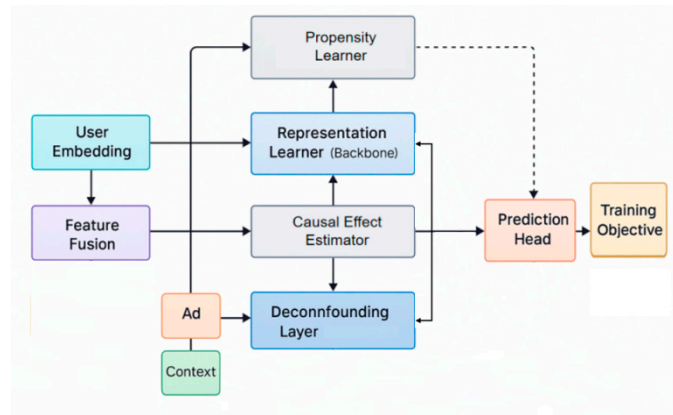 Propensity
Learner
User
Embedding
Representation
Learner (Backbone)
Feature
Fusion
Causal Effect
Estimator
Prediction
Head
Training
Objective
Ad
Deconnfounding
Layer
Context